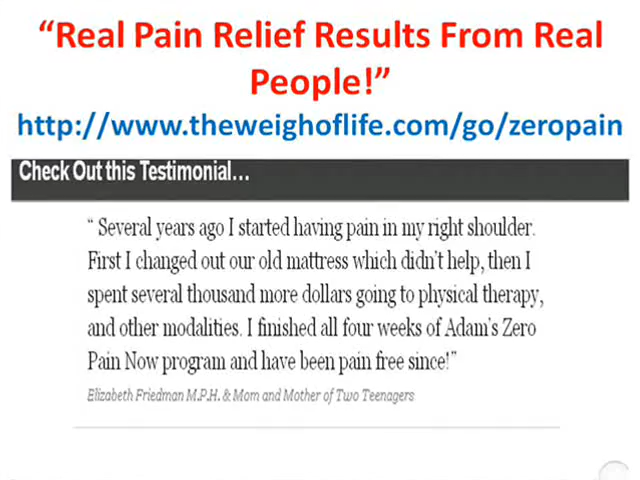 “Real Pain Relief Results From Real
People!”
http://www.theweighoflife.com/go/zeropain
Check Out this Testimonial...
“ Several years ago I started having pain in my right shoulder.
First I changed out our old mattress which didn't help, then I
spent several thousand more dollars going to physical therapy,
and other modalities. I finished all four weeks of Adam's Zero
Pain Now program and have been pain free since!”
Elizabeth Friedman M.P.H. & Mom and Mother of Two Teenagers